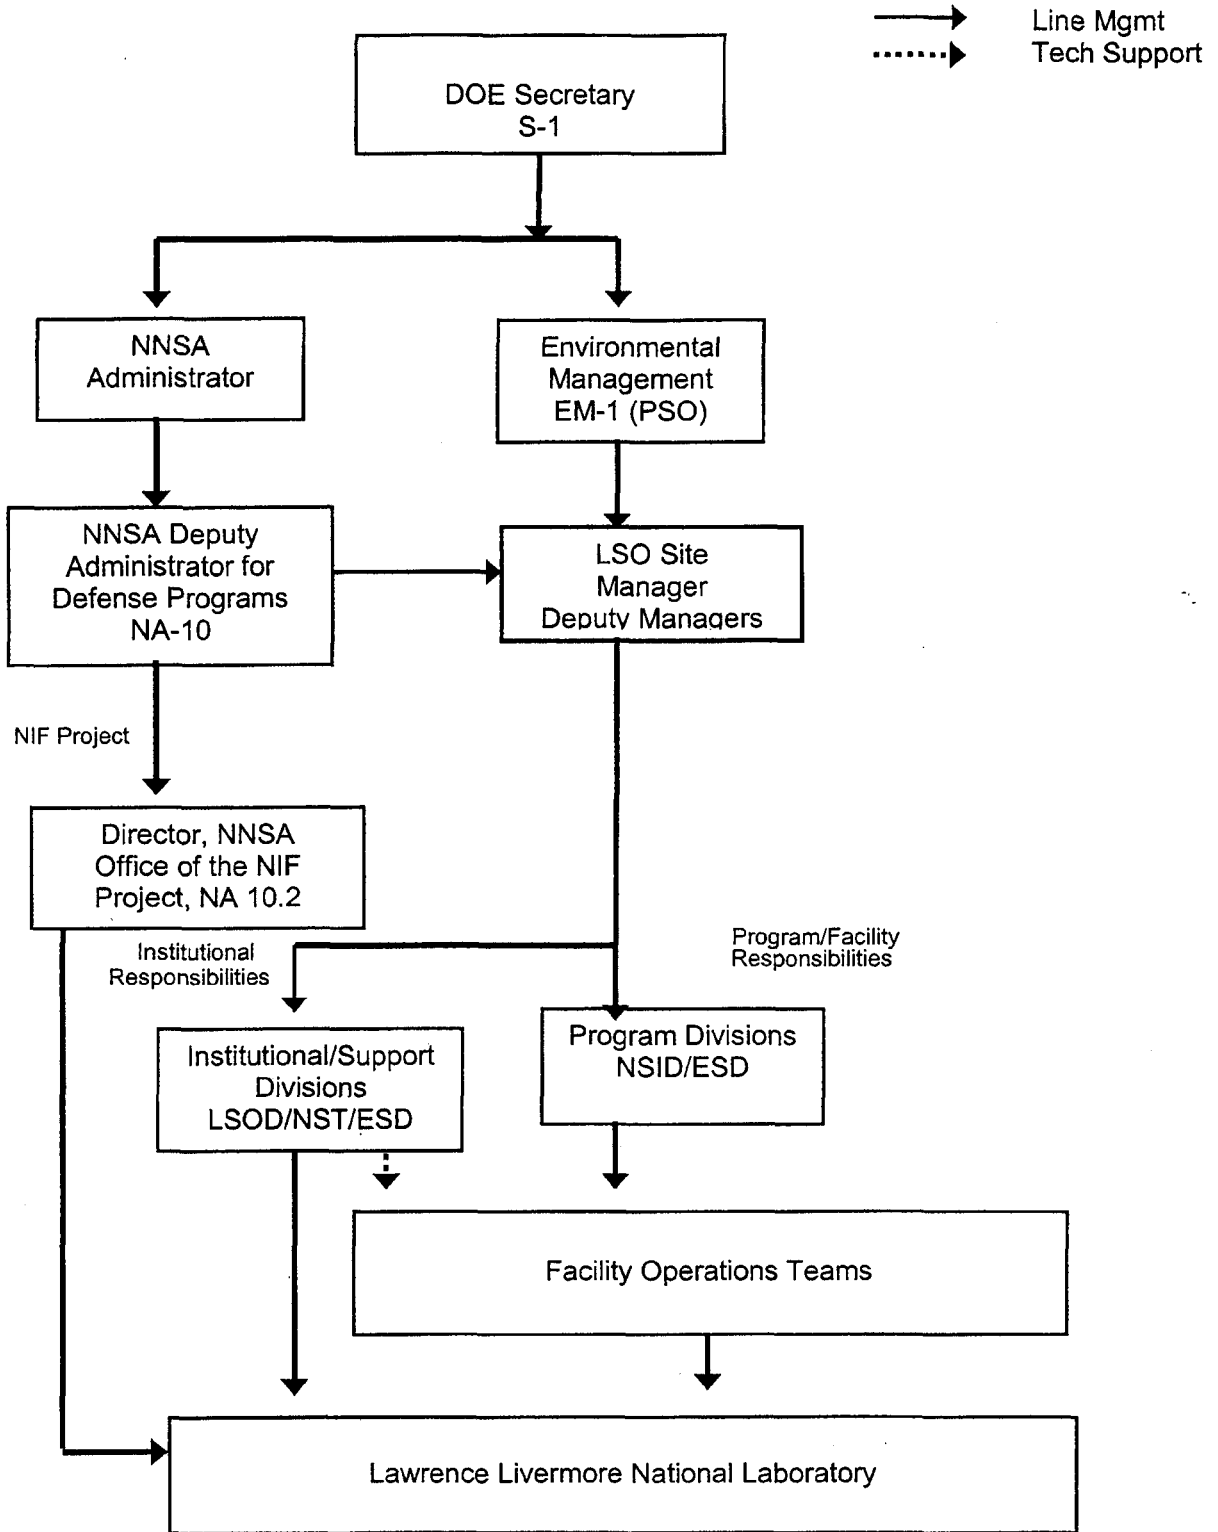 Line Mgmt
Tech Support
DOE Secretary
S-1
NNSA
Administrator
Environmental
Management
EM-1 (PSO)
NNSA Deputy
Administrator for
Defense Programs
NA-10
LSO Site
Manager
Deputy Managers
NIF Project
Director, NNSA
Office of the NIF
Project, NA 10.2
Institutional
Responsibilities
Program/Facility
Responsibilities
Institutional/Support
Divisions
LSOD/NST/ESD
Program Divisions
NSID/ESD
Facility Operations Teams
Lawrence Livermore National Laboratory